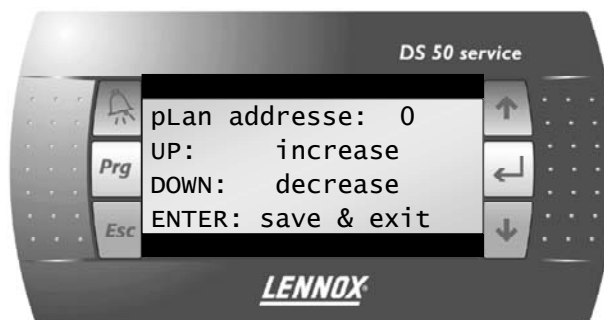 DS 50 service
pLan addresse: 0
UP: increase
Prg
DOWN: decrease
Esc
ENTER: save & exit
LENNOX